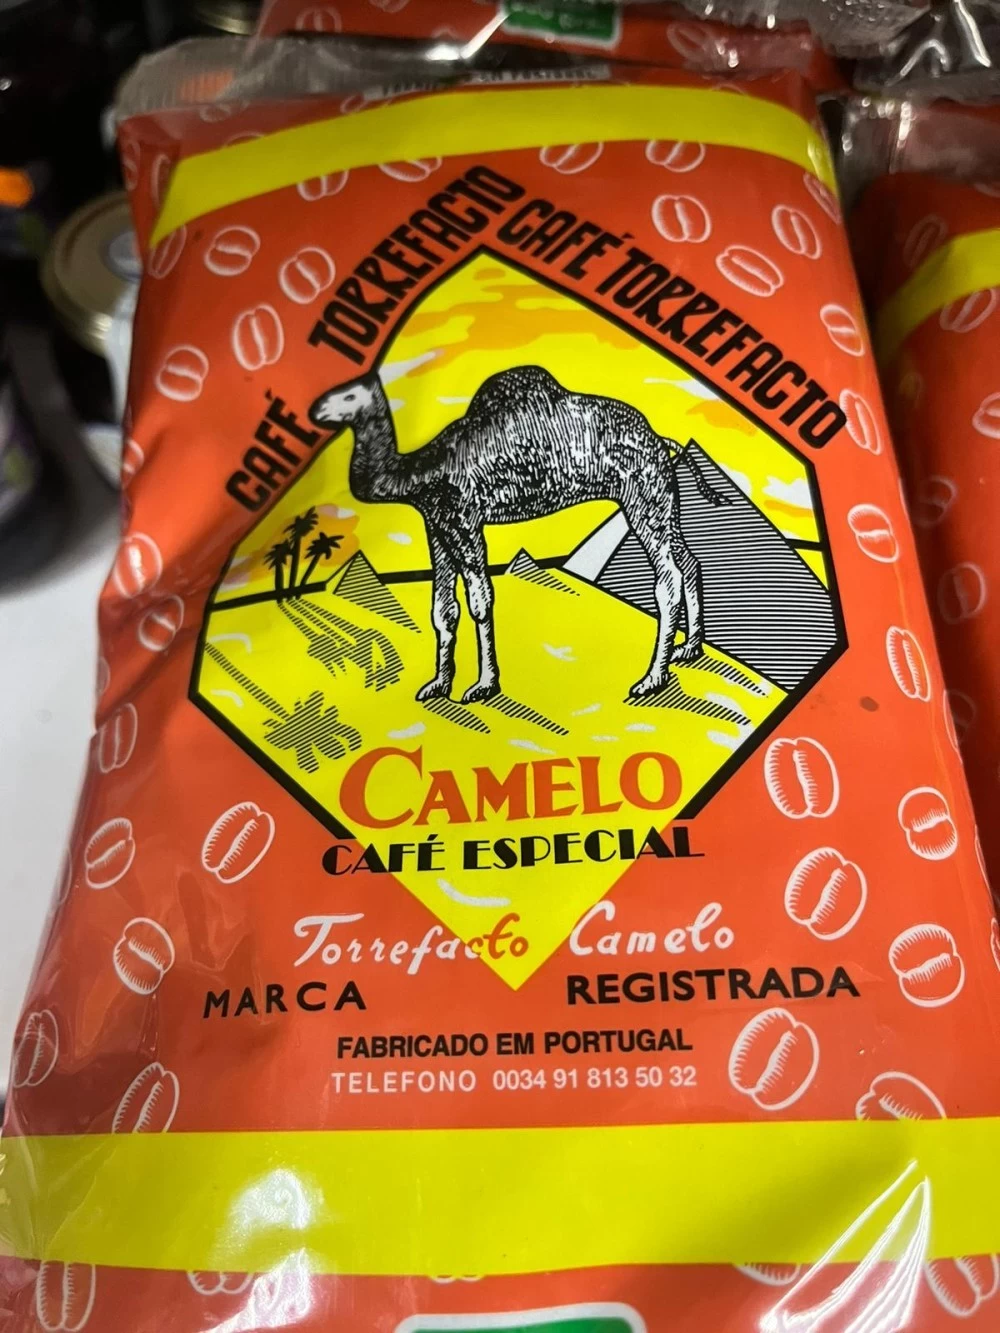 CAFÉ TORREFACTO
CAFÉ TORREFACTO
CAMELO
CAFÉ ESPECIAL
Torrefacto Camelo
MARCA REGISTRADA
FABRICADO EM PORTUGAL
TELEFONO 0034 91 813 50 32